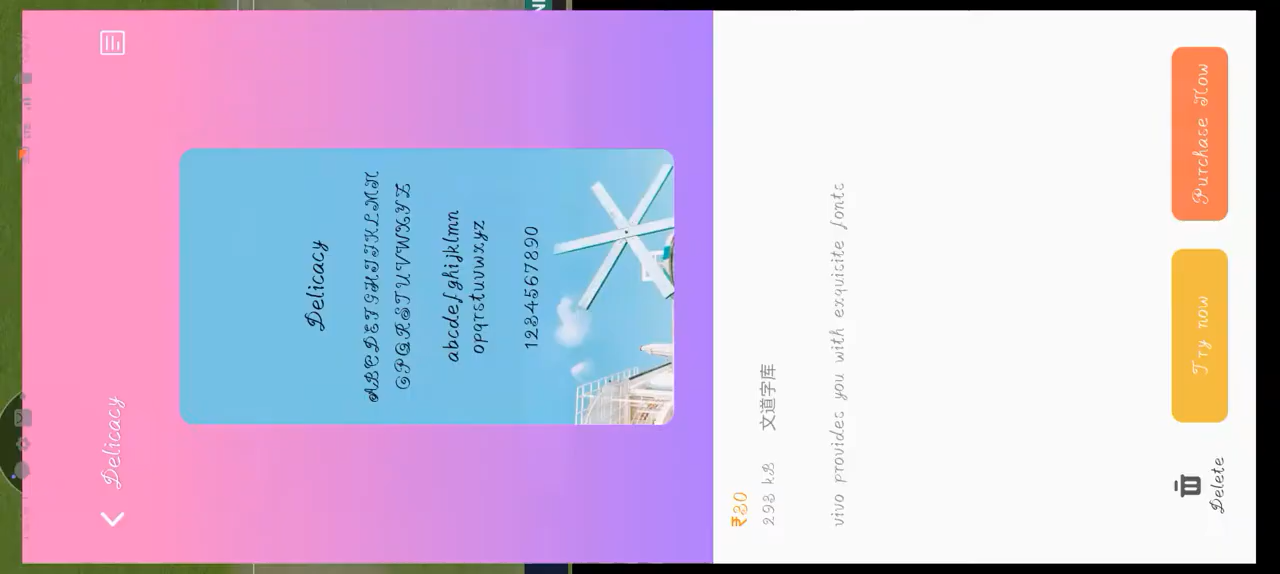 Delicacy
Delicacy
ABCDEFGHIJKLMN
OPQRSTUVWXYZ
abcdefghijklmn
opqrstuvwxyz
1234567890
₹30
293 kB 文道字库
vivo provides you with exquisite fonts
Delete
Try now
Purchase Now